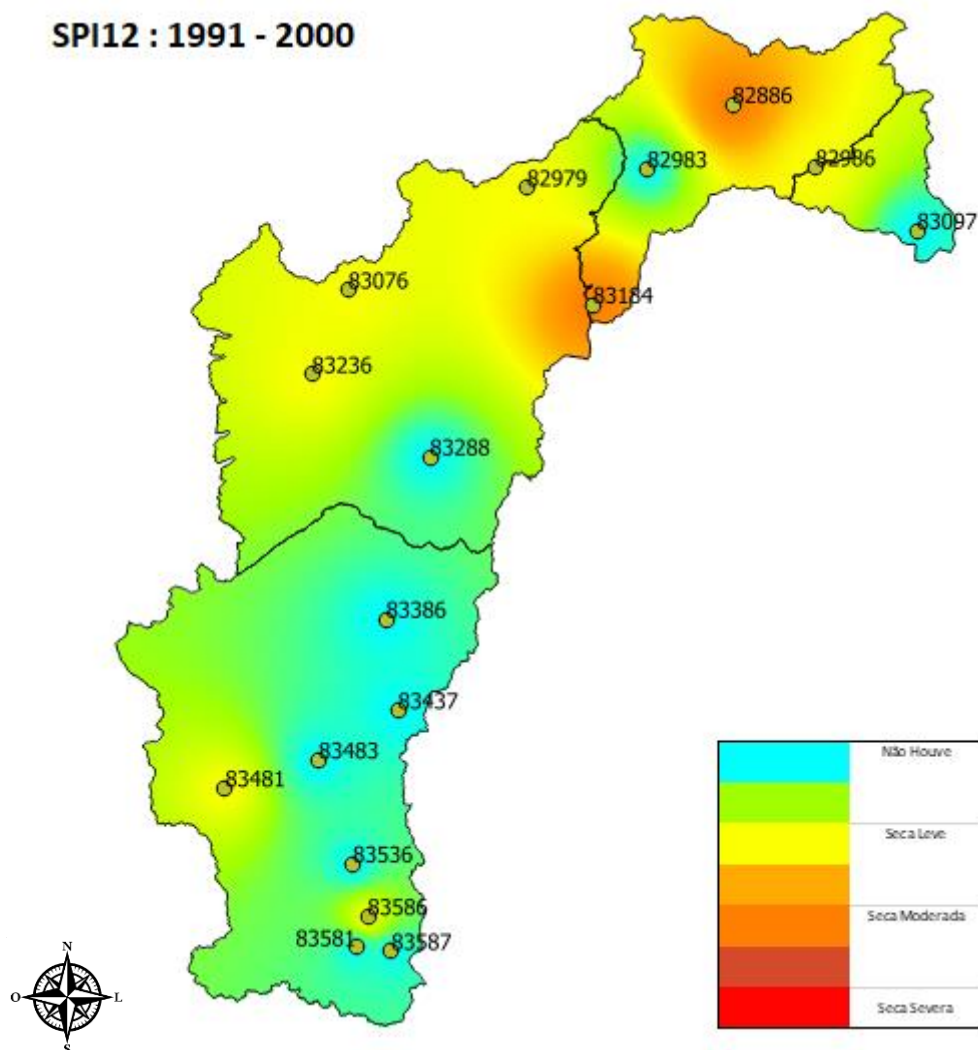 SPI12 : 1991 - 2000
82886
82983
82986
82979
83097
83076
83184
83236
83288
83386
83437
83483
83481
83536
83586
83581
83587
Não Houve
Seca Leve
Seca Moderada
Seca Severa
N
O
L
S